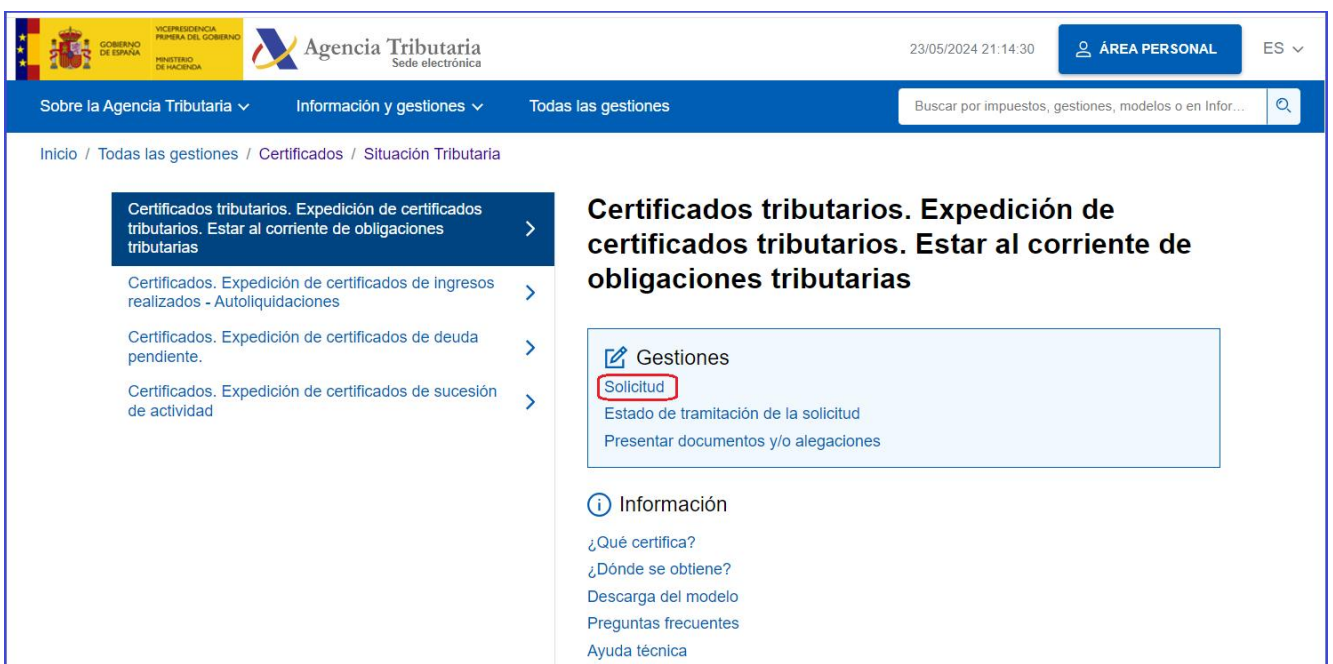 GOBIERNO
DE ESPAÑA
VICEPRESIDENCIA
PRIMERA DEL GOBIERNO
MINISTERIO
DE HACIENDA
Agencia Tributaria
Sede electrónica
23/05/2024 21:14:30
ÁREA PERSONAL
ES
Sobre la Agencia Tributaria
Información y gestiones
Todas las gestiones
Buscar por impuestos, gestiones, modelos o en Infor...
Inicio / Todas las gestiones / Certificados / Situación Tributaria
Certificados tributarios. Expedición de certificados
tributarios. Estar al corriente de obligaciones
tributarias
Certificados. Expedición de certificados de ingresos
realizados - Autoliquidaciones
Certificados. Expedición de certificados de deuda
pendiente.
Certificados. Expedición de certificados de sucesión
de actividad
Certificados tributarios. Expedición de
certificados tributarios. Estar al corriente de
obligaciones tributarias
Gestiones
Solicitud
Estado de tramitación de la solicitud
Presentar documentos y/o alegaciones
Información
¿Qué certifica?
¿Dónde se obtiene?
Descarga del modelo
Preguntas frecuentes
Ayuda técnica